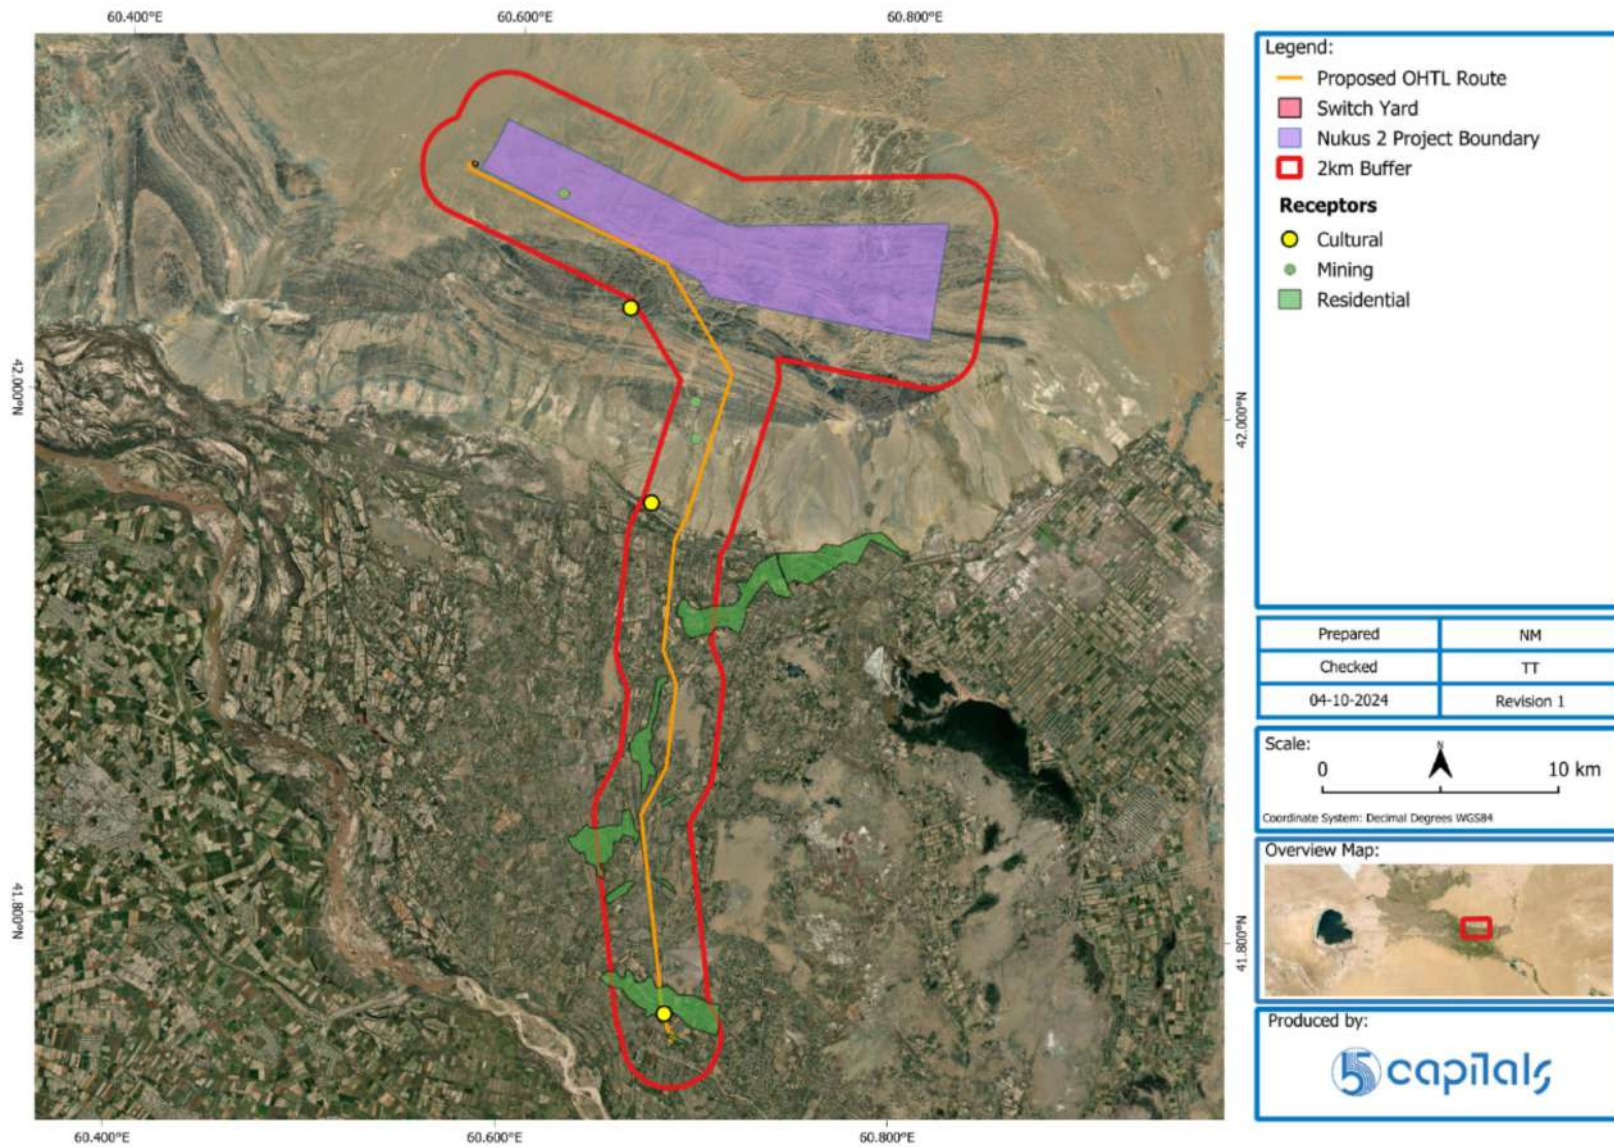 60.400°E
60.600°E
60.800°E
42.000°N
41.800°N
42.000°N
41.800°N
60.400°E
60.600°E
60.800°E
Legend:
Proposed OHTL Route
Switch Yard
Nukus 2 Project Boundary
2km Buffer
Receptors
Cultural
Mining
Residential
Prepared NM
Checked TT
04-10-2024 Revision 1
Scale:
N
0 10 km
Coordinate System: Decimal Degrees WGS84
Overview Map:
Produced by:
5 capitals